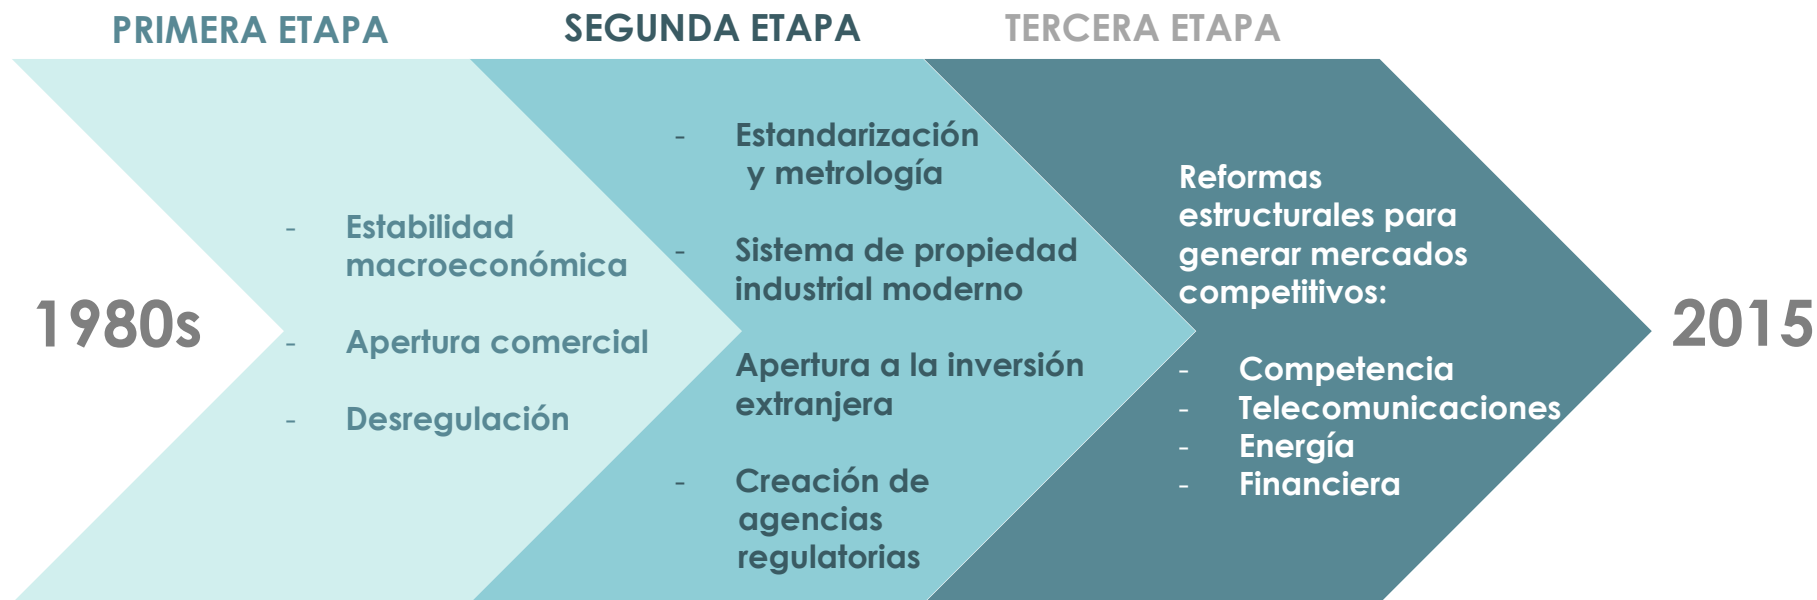 PRIMERA ETAPA
SEGUNDA ETAPA
TERCERA ETAPA
1980s
- Estabilidad
macroeconómica
- Apertura comercial
- Desregulación
- Estandarización
y metrología
- Sistema de propiedad
industrial moderno
Apertura a la inversión
extranjera
- Creación de
agencias
regulatorias
Reformas
estructurales para
generar mercados
competitivos:
- Competencia
- Telecomunicaciones
- Energía
- Financiera
2015